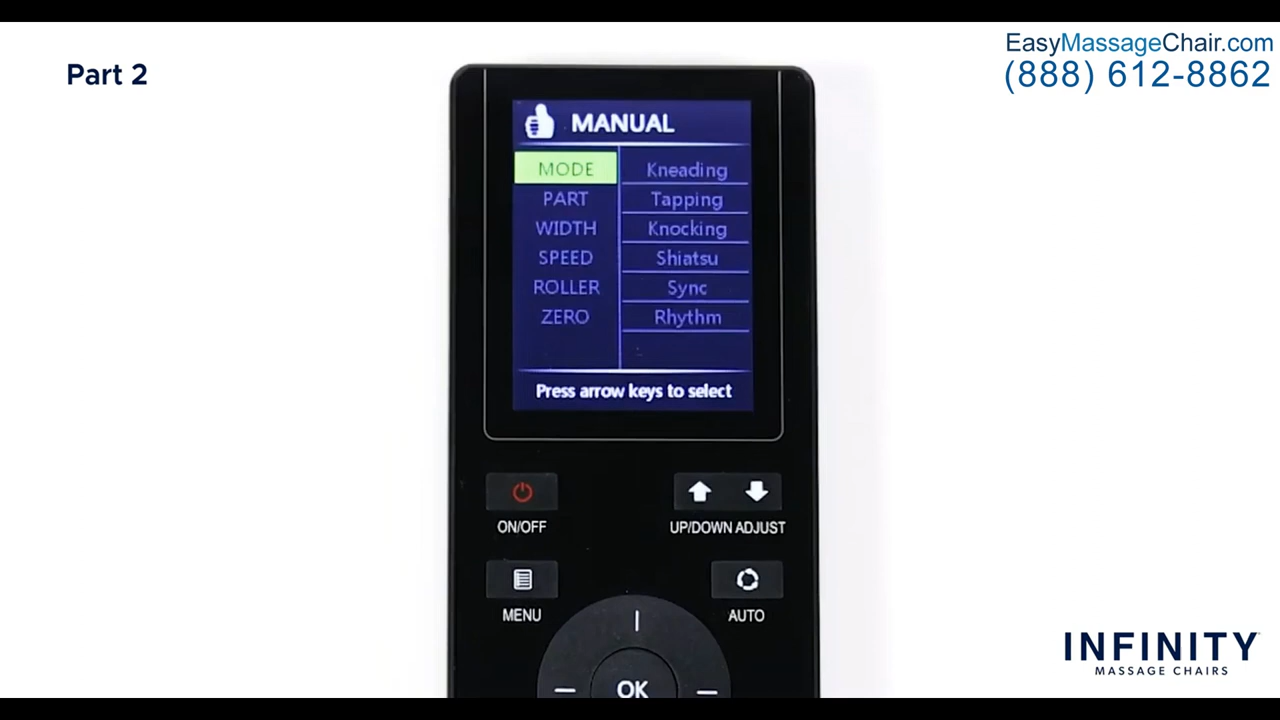 Part 2
EasyMassageChair.com
(888) 612-8862
MANUAL
MODE Kneading
PART Tapping
WIDTH Knocking
SPEED Shiatsu
ROLLER Sync
ZERO Rhythm
Press arrow keys to select
ON/OFF
UP/DOWN ADJUST
MENU
AUTO
OK
INFINITY
MASSAGE CHAIRS